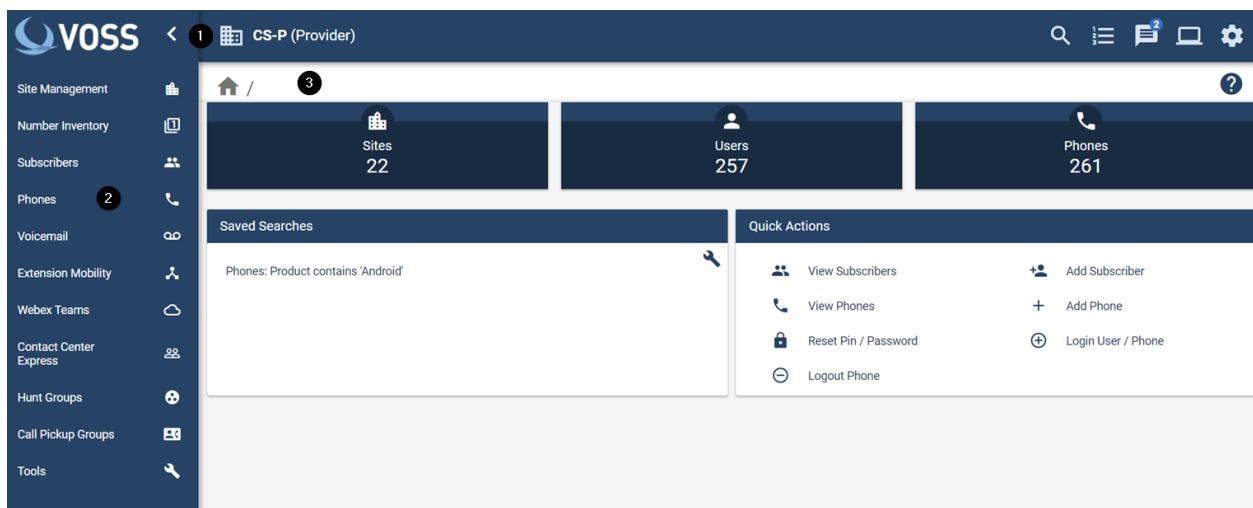 VOSS
1
CS-P (Provider)
2
Site Management
Number Inventory
1
Subscribers
Phones
2
Voicemail
Extension Mobility
Webex Teams
Contact Center
Express
Hunt Groups
Call Pickup Groups
Tools
/
3
?
Sites
22
Users
257
Phones
261
Saved Searches
Phones: Product contains 'Android'
Quick Actions
View Subscribers
Add Subscriber
View Phones
Add Phone
Reset Pin / Password
Login User / Phone
Logout Phone